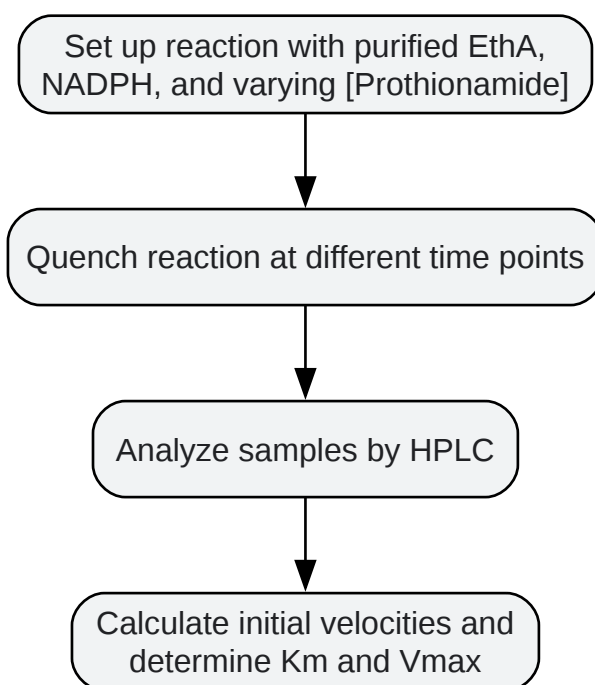 Set up reaction with purified EthA,
NADPH, and varying [Prothionamide]
Quench reaction at different time points
Analyze samples by HPLC
Calculate initial velocities and
determine Km and Vmax